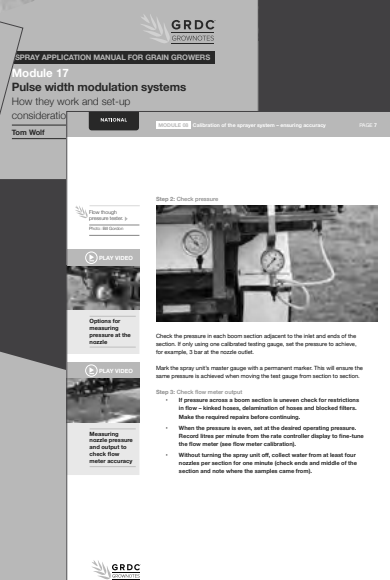 GRDC
GROWNOTES
SPRAY APPLICATION MANUAL FOR GRAIN GROWERS
Module 17
Pulse width modulation systems
How they work and set-up
consideratio
Tom Wolf
NATIONAL
MODULE 08 Calibration of the sprayer system – ensuring accuracy
PAGE 7
Step 2: Check pressure
Flow though
pressure tester.
Photo: Bill Gordon
PLAY VIDEO
Options for
measuring
pressure at the
nozzle
Check the pressure in each boom section adjacent to the inlet and ends of the
section. If only using one calibrated testing gauge, set the pressure to achieve,
for example, 3 bar at the nozzle outlet.
Mark the spray unit's master gauge with a permanent marker. This will ensure the
same pressure is achieved when moving the test gauge from section to section.
PLAY VIDEO
Measuring
nozzle pressure
and output to
check flow
meter accuracy
Step 3: Check flow meter output
• If pressure across a boom section is uneven check for restrictions
in flow – kinked hoses, delamination of hoses and blocked filters.
Make the required repairs before continuing.
• When the pressure is even, set at the desired operating pressure.
Record litres per minute from the rate controller display to fine-tune
the flow meter (see flow meter calibration).
• Without turning the spray unit off, collect water from at least four
nozzles per section for one minute (check ends and middle of the
section and note where the samples came from).
GRDC
GROWNOTES